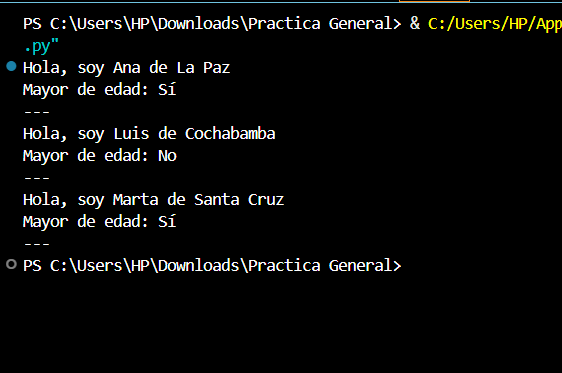 PS C:\Users\HP\Downloads\Practica General> & C:/Users/HP/App
.py"
Hola, soy Ana de La Paz
Mayor de edad: Sí
---
Hola, soy Luis de Cochabamba
Mayor de edad: No
---
Hola, soy Marta de Santa Cruz
Mayor de edad: Sí
---
PS C:\Users\HP\Downloads\Practica General>